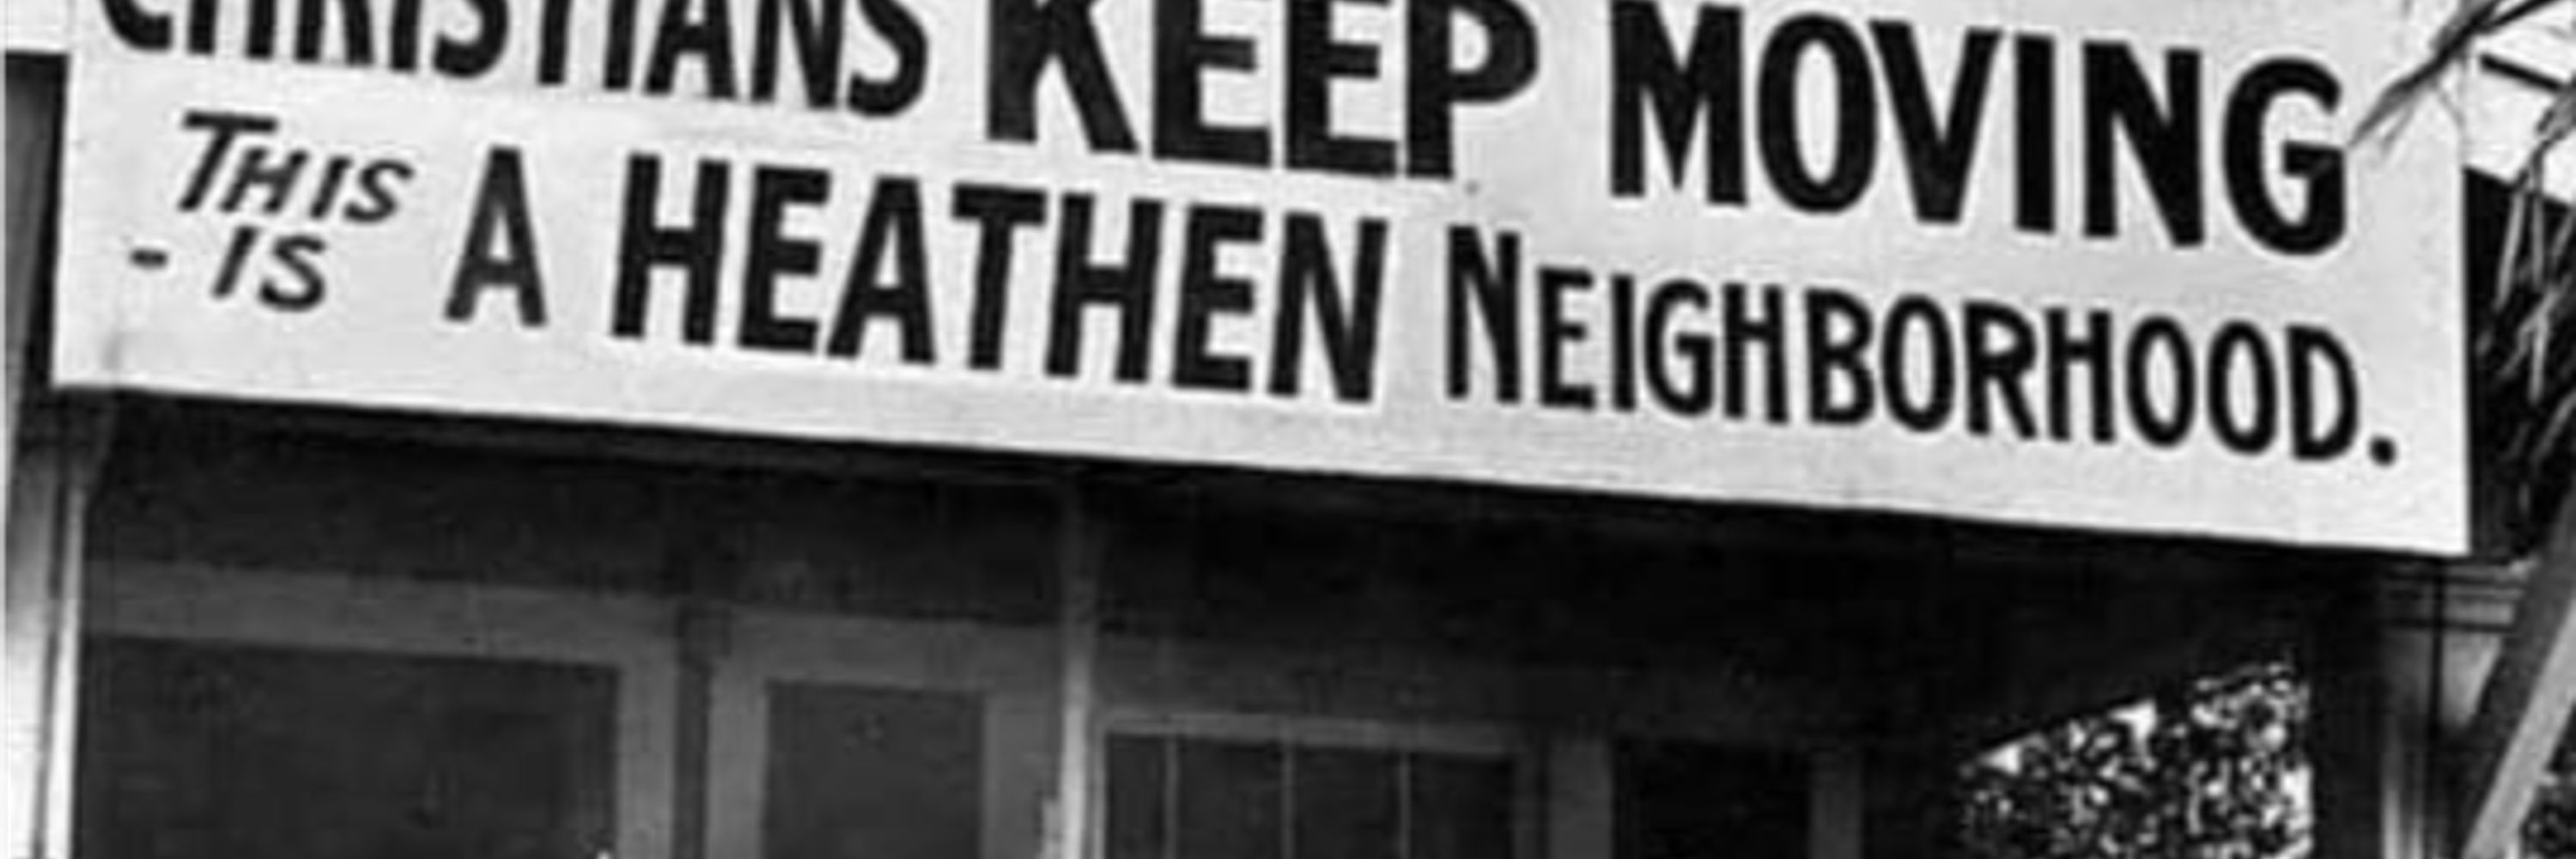 CHRISTIANS KEEP MOVING
THIS
- IS A HEATHEN NEIGHBORHOOD.